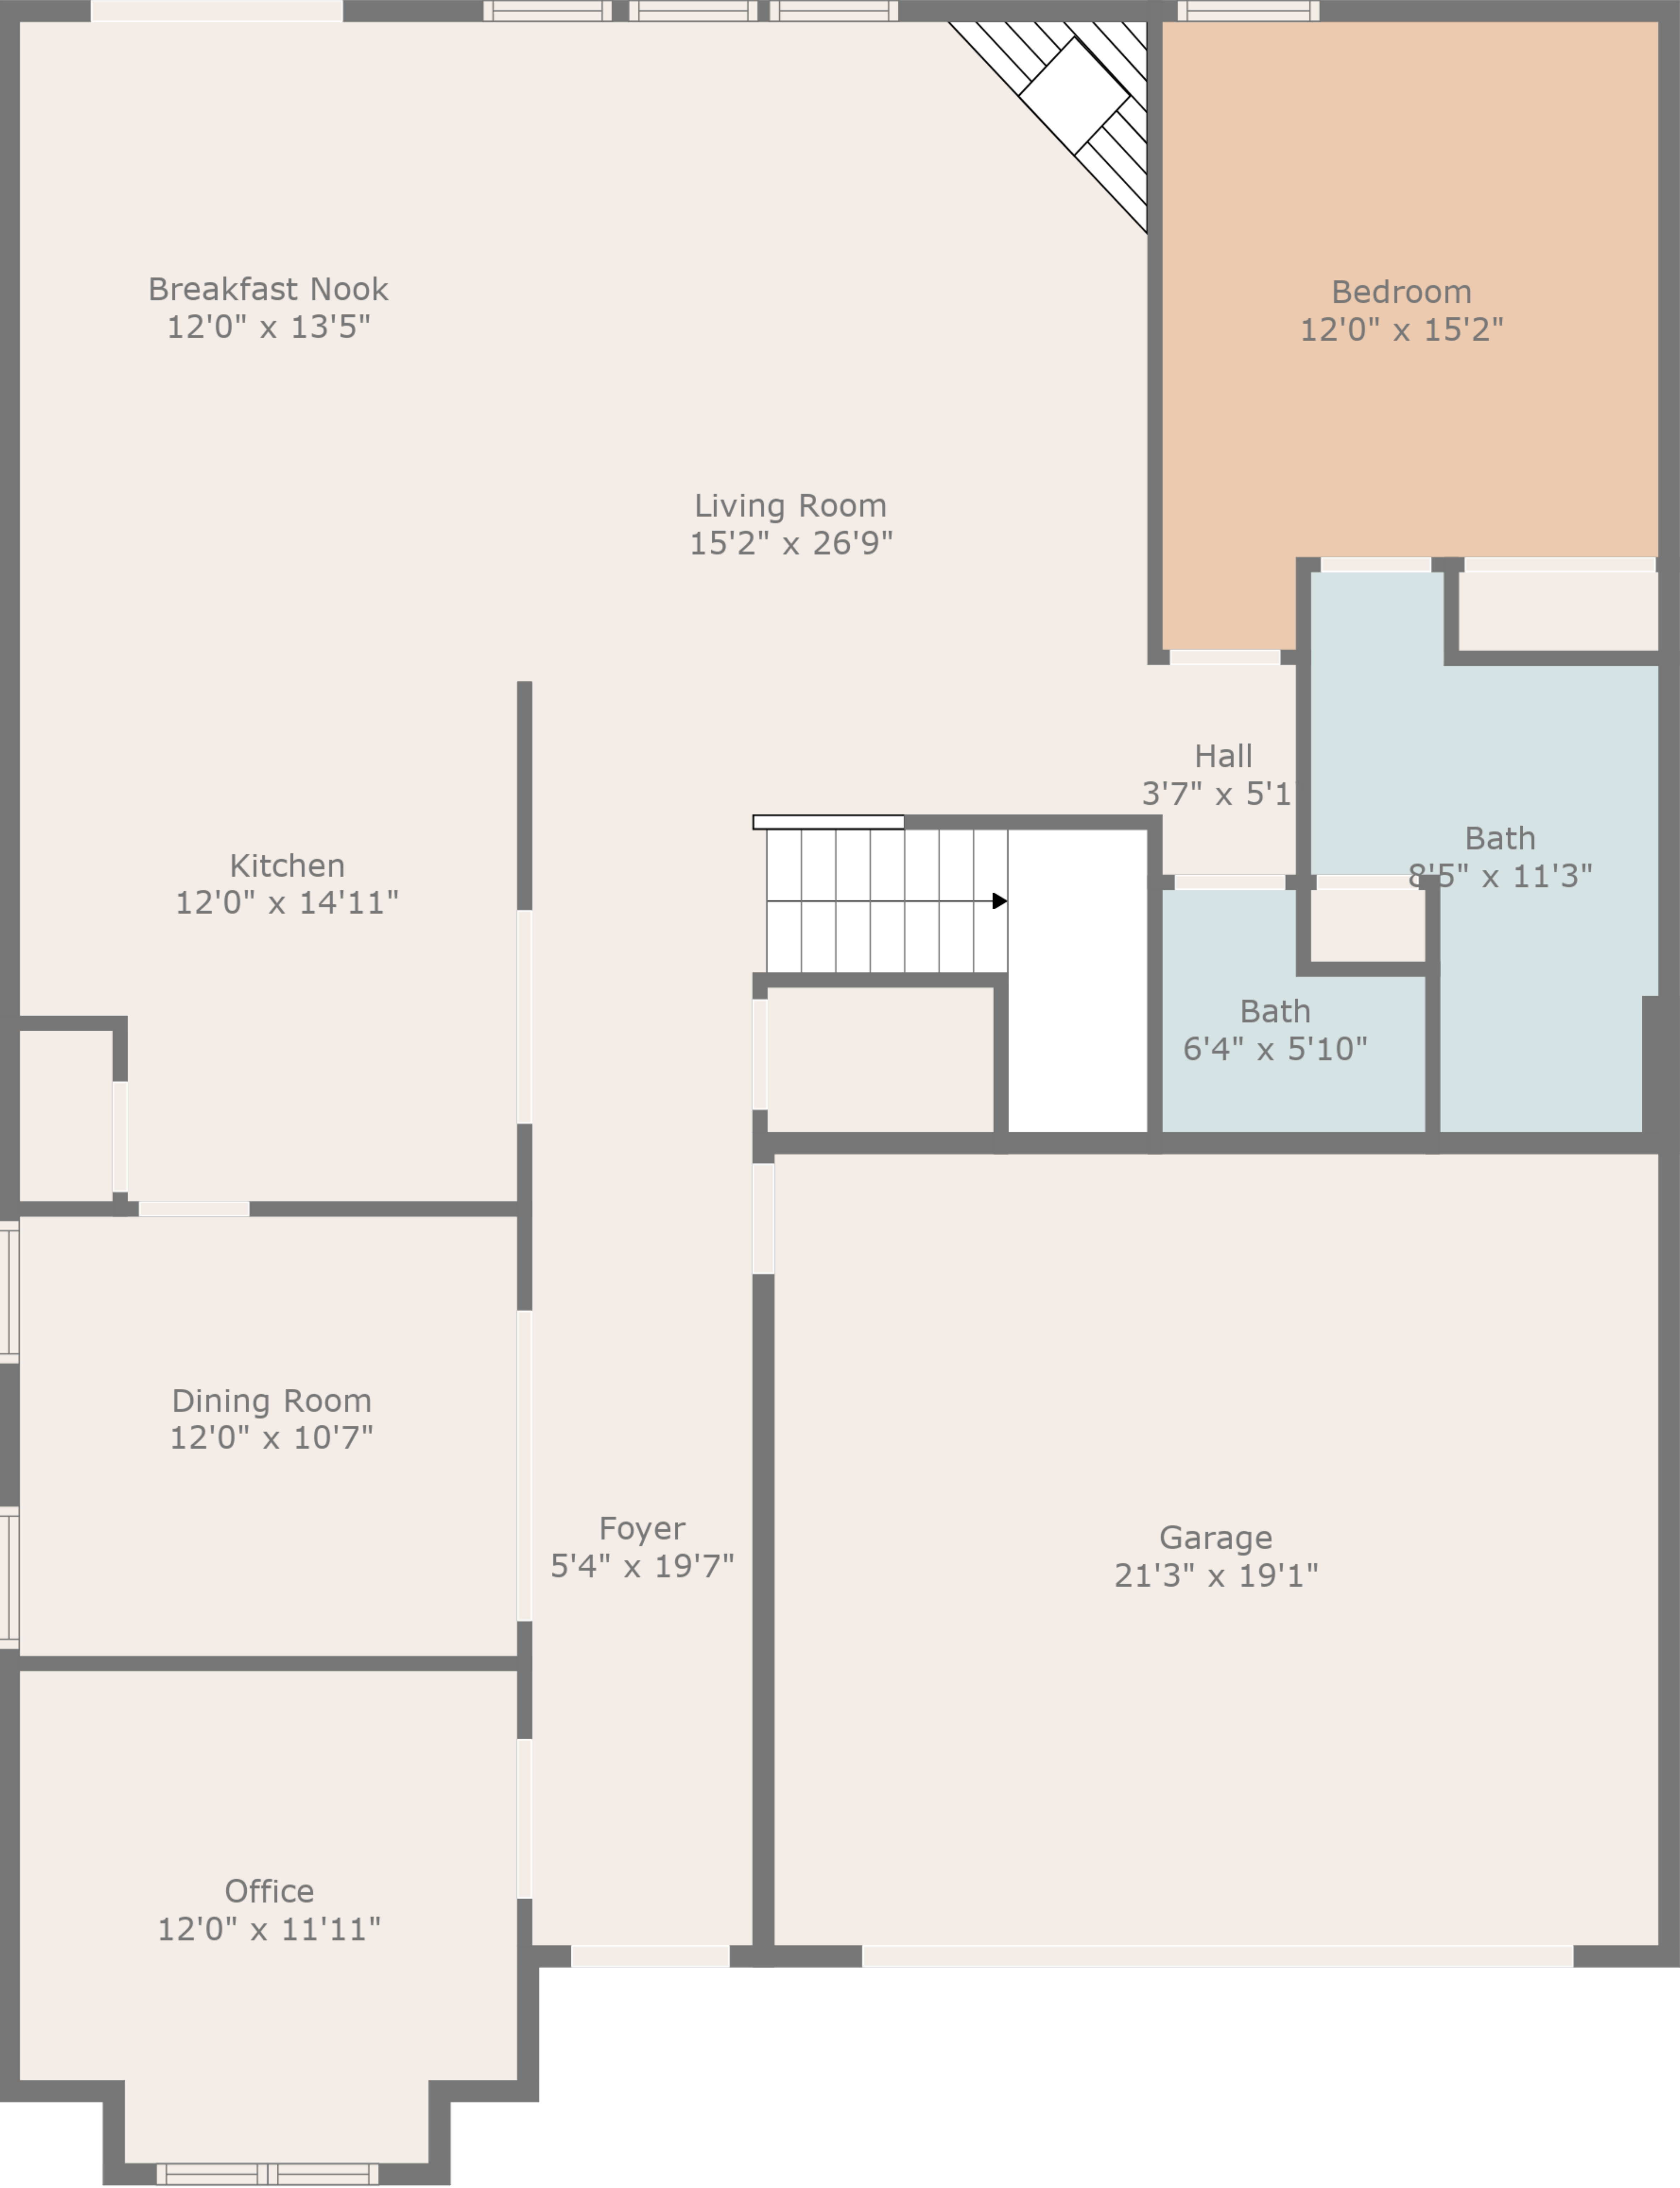 Breakfast Nook
12'0" x 13'5"
Bedroom
12'0" x 15'2"
Living Room
15'2" x 26'9"
Hall
3'7" x 5'1
Bath
8'5" x 11'3"
Kitchen
12'0" x 14'11"
Bath
6'4" x 5'10"
Dining Room
12'0" x 10'7"
Foyer
5'4" x 19'7"
Garage
21'3" x 19'1"
Office
12'0" x 11'11"